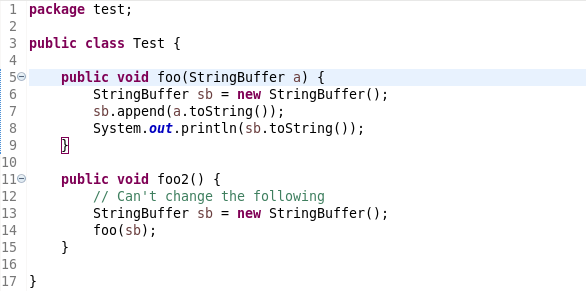 1 package test;
2
3 public class Test {
4
5 public void foo(StringBuffer a) {
6 StringBuffer sb = new StringBuffer();
7 sb.append(a.toString());
8 System.out.println(sb.toString());
9 }
10
11 public void foo2() {
12 // Can't change the following
13 StringBuffer sb = new StringBuffer();
14 foo(sb);
15 }
16
17 }